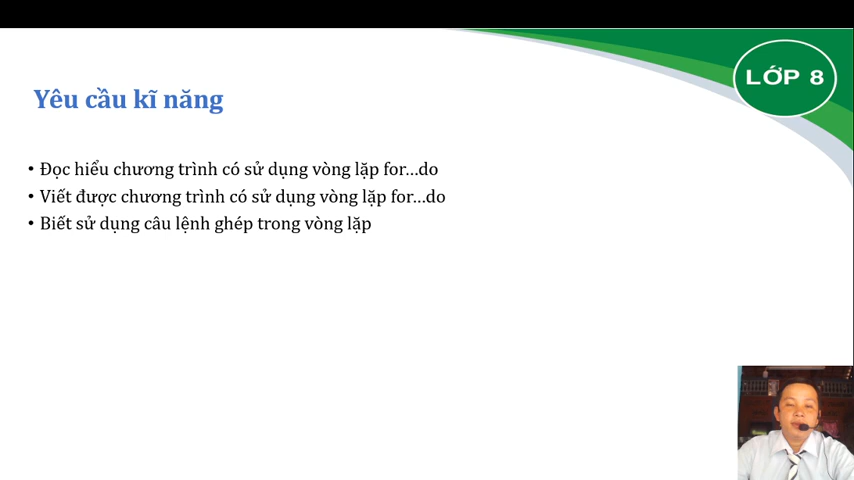 LỚP 8
Yêu cầu kĩ năng
• Đọc hiểu chương trình có sử dụng vòng lặp for...do
• Viết được chương trình có sử dụng vòng lặp for...do
• Biết sử dụng câu lệnh ghép trong vòng lặp